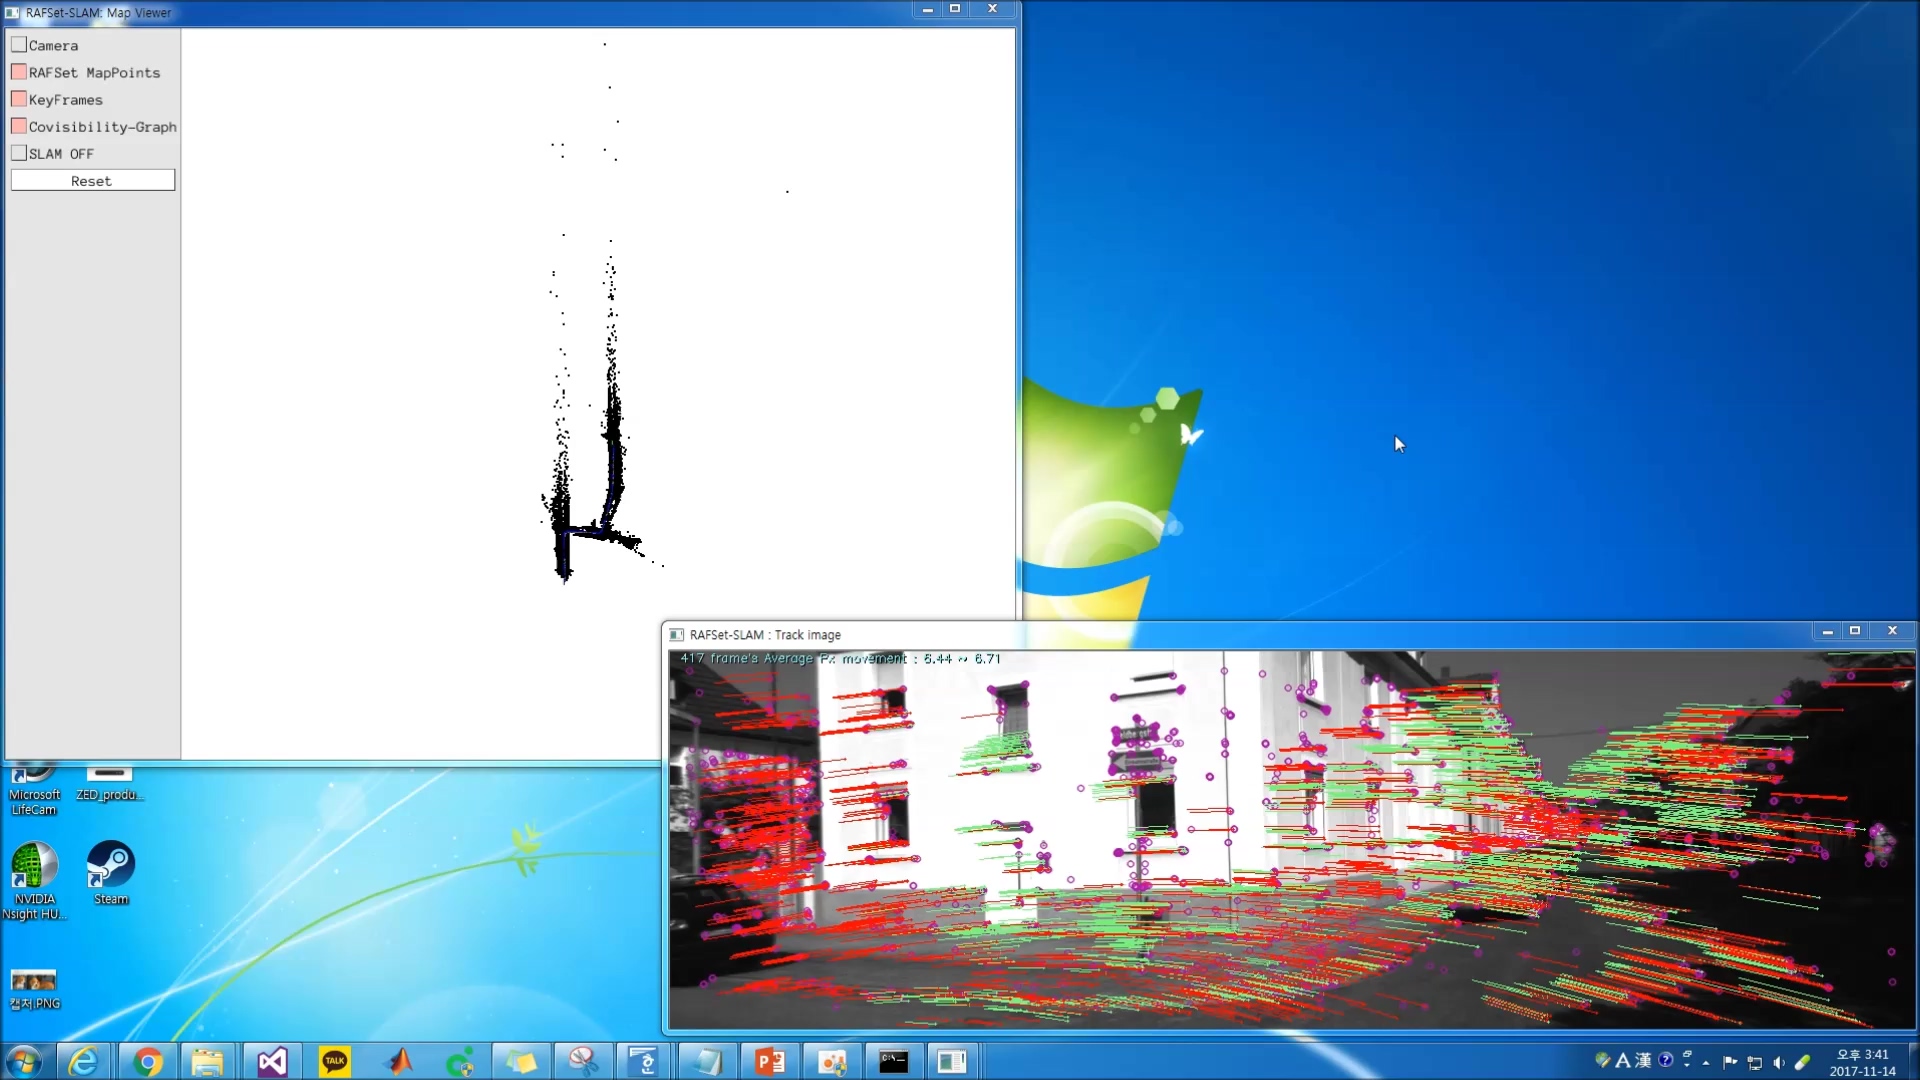 RAFSet-SLAM: Map Viewer
Camera
RAFSet MapPoints
KeyFrames
Covisibility-Graph
SLAM OFF
Reset
RAFSet-SLAM : Track image
417 frame's Average Px movement : 6.44 ~ 6.71
Microsoft
LifeCam
ZED_produ...
NVIDIA
Nsight HU...
Steam
캡처.PNG
TALK
C:\_
A 漢
오후 3:41
2017-11-14